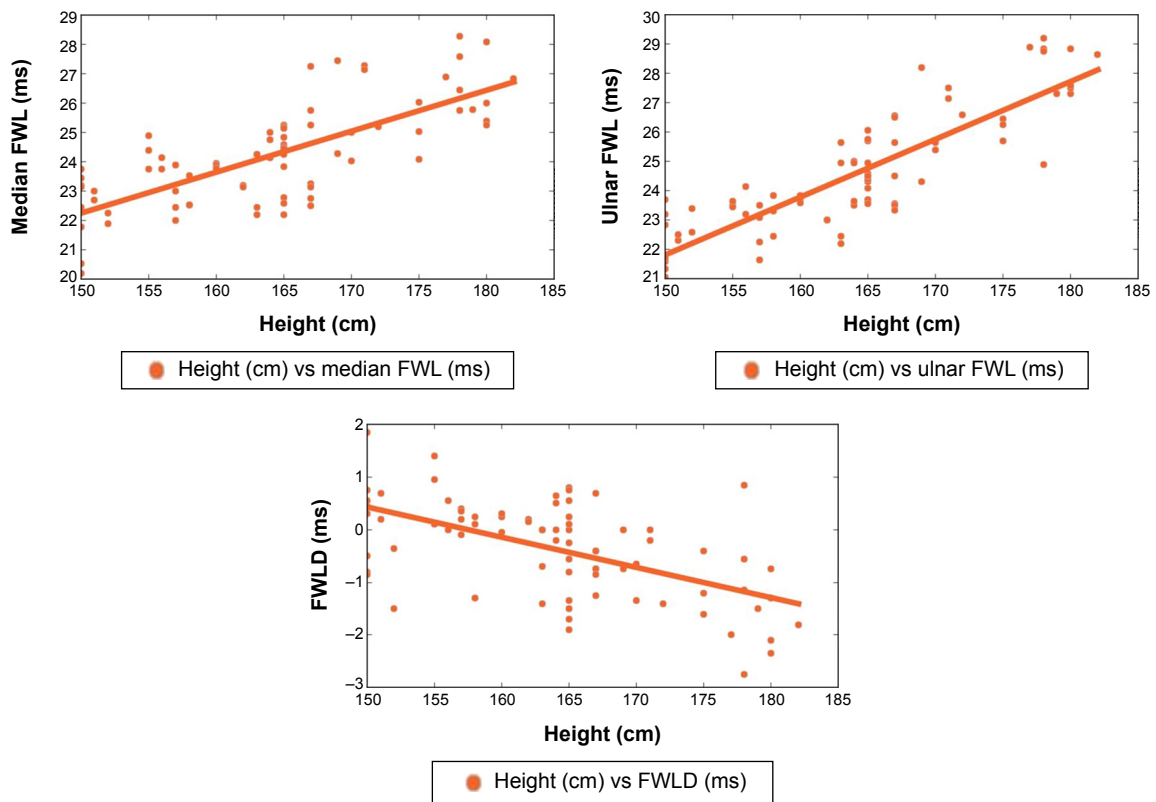 29
28
27
26
25
24
23
22
21
20
Median FWL (ms)
150 155 160 165 170 175 180 185
Height (cm)
Height (cm) vs median FWL (ms)
30
29
28
27
26
25
24
23
22
21
Ulnar FWL (ms)
150 155 160 165 170 175 180 185
Height (cm)
Height (cm) vs ulnar FWL (ms)
2
1
0
–1
–2
–3
FWLD (ms)
150 155 160 165 170 175 180 185
Height (cm)
Height (cm) vs FWLD (ms)